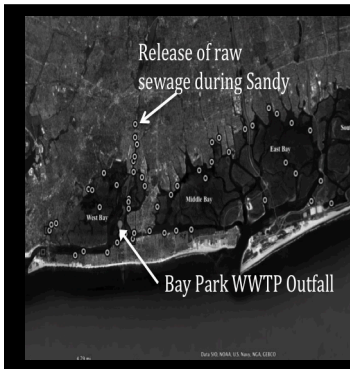 Release of raw
sewage during Sandy
East Bay
Middle Bay
West Bay
Bay Park WWTP Outfall
Data SIO, NOAA, U.S. Navy, NGA, GEBCO